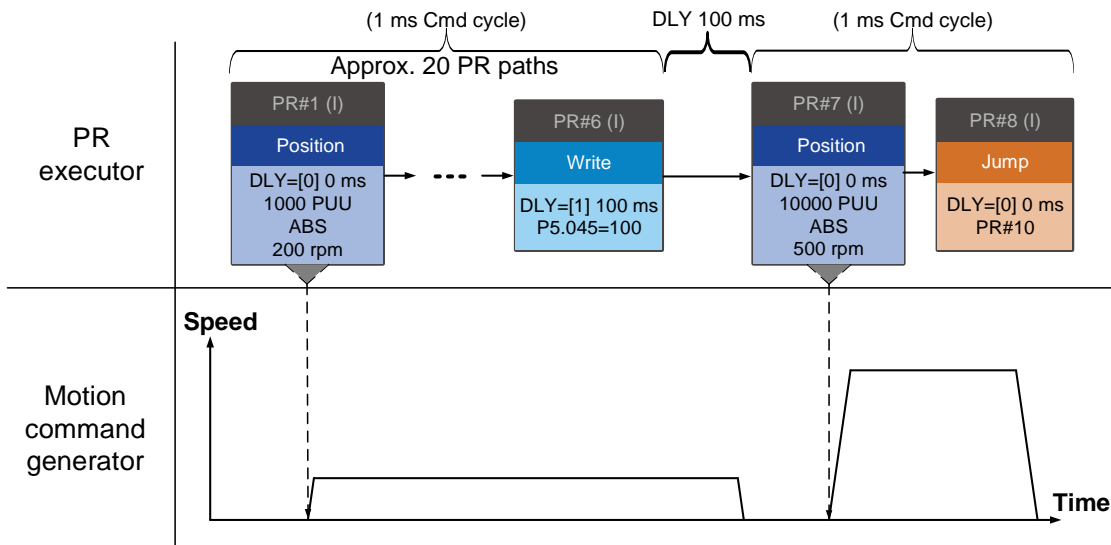 (1 ms Cmd cycle)
DLY 100 ms
(1 ms Cmd cycle)
Approx. 20 PR paths
PR
executor
PR#1 (I)
Position
DLY=[0] 0 ms
1000 PUU
ABS
200 rpm
PR#6 (I)
Write
DLY=[1] 100 ms
P5.045=100
PR#7 (I)
Position
DLY=[0] 0 ms
10000 PUU
ABS
500 rpm
PR#8 (I)
Jump
DLY=[0] 0 ms
PR#10
Motion
command
generator
Speed
Time